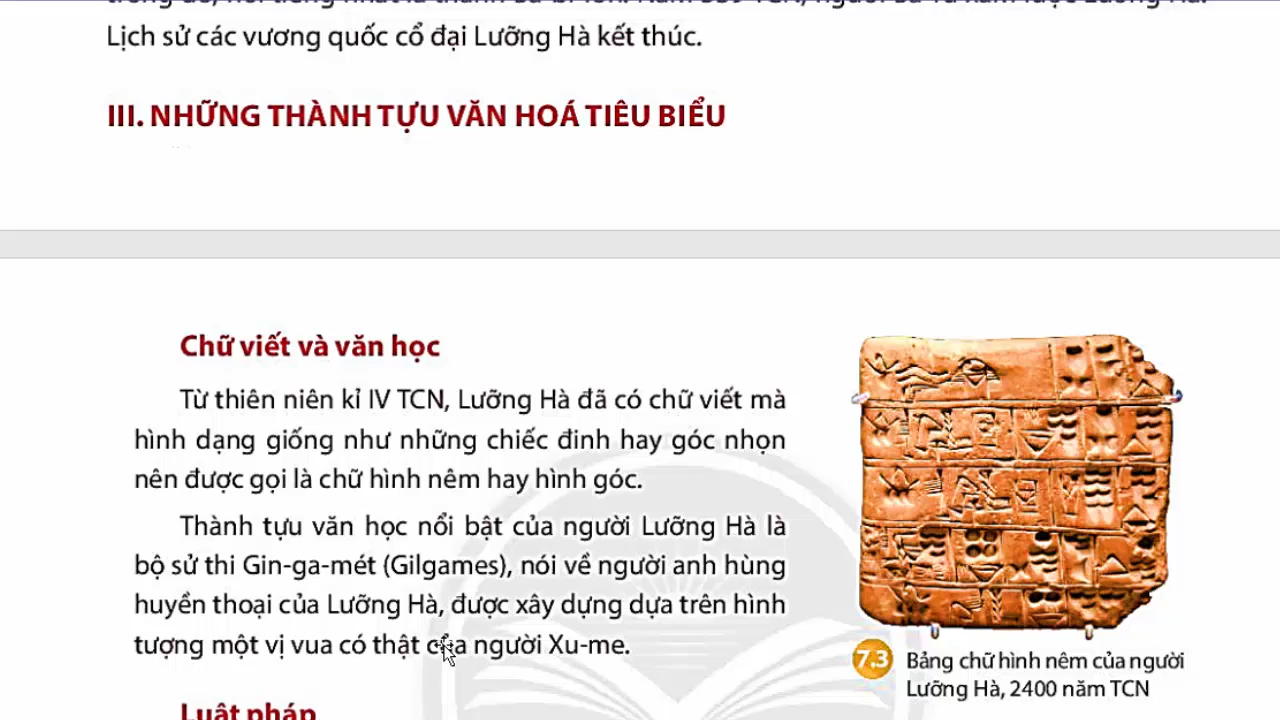 Lịch sử các vương quốc cổ đại Lưỡng Hà kết thúc.
III. NHỮNG THÀNH TỰU VĂN HOÁ TIÊU BIỂU
Chữ viết và văn học
Từ thiên niên kỉ IV TCN, Lưỡng Hà đã có chữ viết mà
hình dạng giống như những chiếc đinh hay góc nhọn
nên được gọi là chữ hình nêm hay hình góc.
Thành tựu văn học nổi bật của người Lưỡng Hà là
bộ sử thi Gin-ga-mét (Gilgames), nói về người anh hùng
huyền thoại của Lưỡng Hà, được xây dựng dựa trên hình
tượng một vị vua có thật của người Xu-me.
7.3 Bảng chữ hình nêm của người
Lưỡng Hà, 2400 năm TCN
Luật pháp